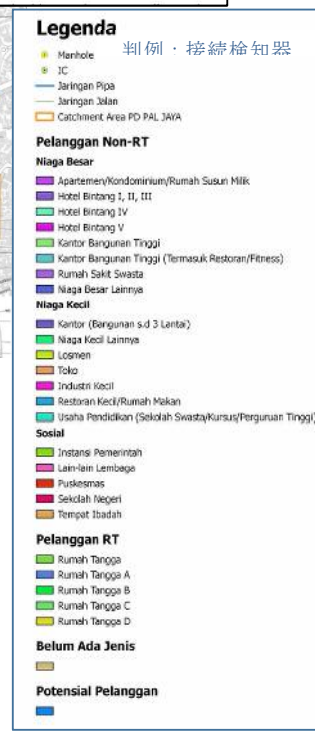 Legenda
判例・接続検知器
Manhole
IC
Jaringan Pipa
Jaringan Jalan
Catchment Area PD PAL JAYA
Pelanggan Non-RT
Niaga Besar
Apartemen/Kondominium/Rumah Susun Milik
Hotel Bintang I, II, III
Hotel Bintang IV
Hotel Bintang V
Kantor Bangunan Tinggi
Kantor Bangunan Tinggi (Termasuk Restoran/Fitness)
Rumah Sakit Swasta
Niaga Besar Lainnya
Niaga Kecil
Kantor (Bangunan s.d 3 Lantai)
Niaga Kecil Lainnya
Losmen
Toko
Industri Kecil
Restoran Kecil/Rumah Makan
Usaha Pendidikan (Sekolah Swasta/Kursus/Perguruan Tinggi)
Sosial
Instansi Pemerintah
Lain-lain Lembaga
Puskesmas
Sekolah Negeri
Tempat Ibadah
Pelanggan RT
Rumah Tangga
Rumah Tangga A
Rumah Tangga B
Rumah Tangga C
Rumah Tangga D
Belum Ada Jenis
Potensial Pelanggan